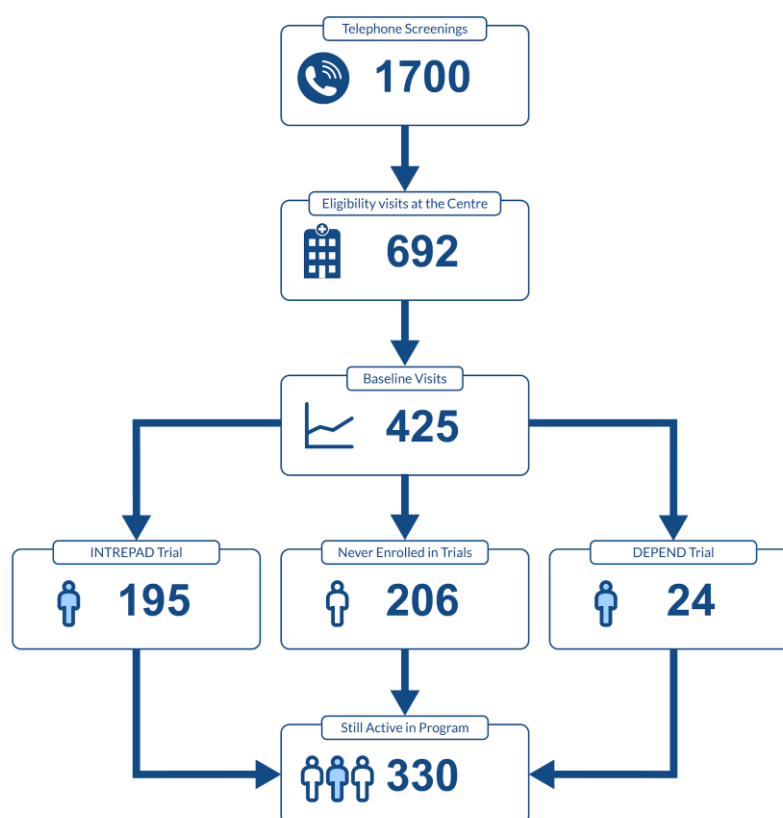 Telephone Screenings
1700
Eligibility visits at the Centre
692
Baseline Visits
425
INTREPAD Trial
195
Never Enrolled in Trials
206
DEPEND Trial
24
Still Active in Program
330